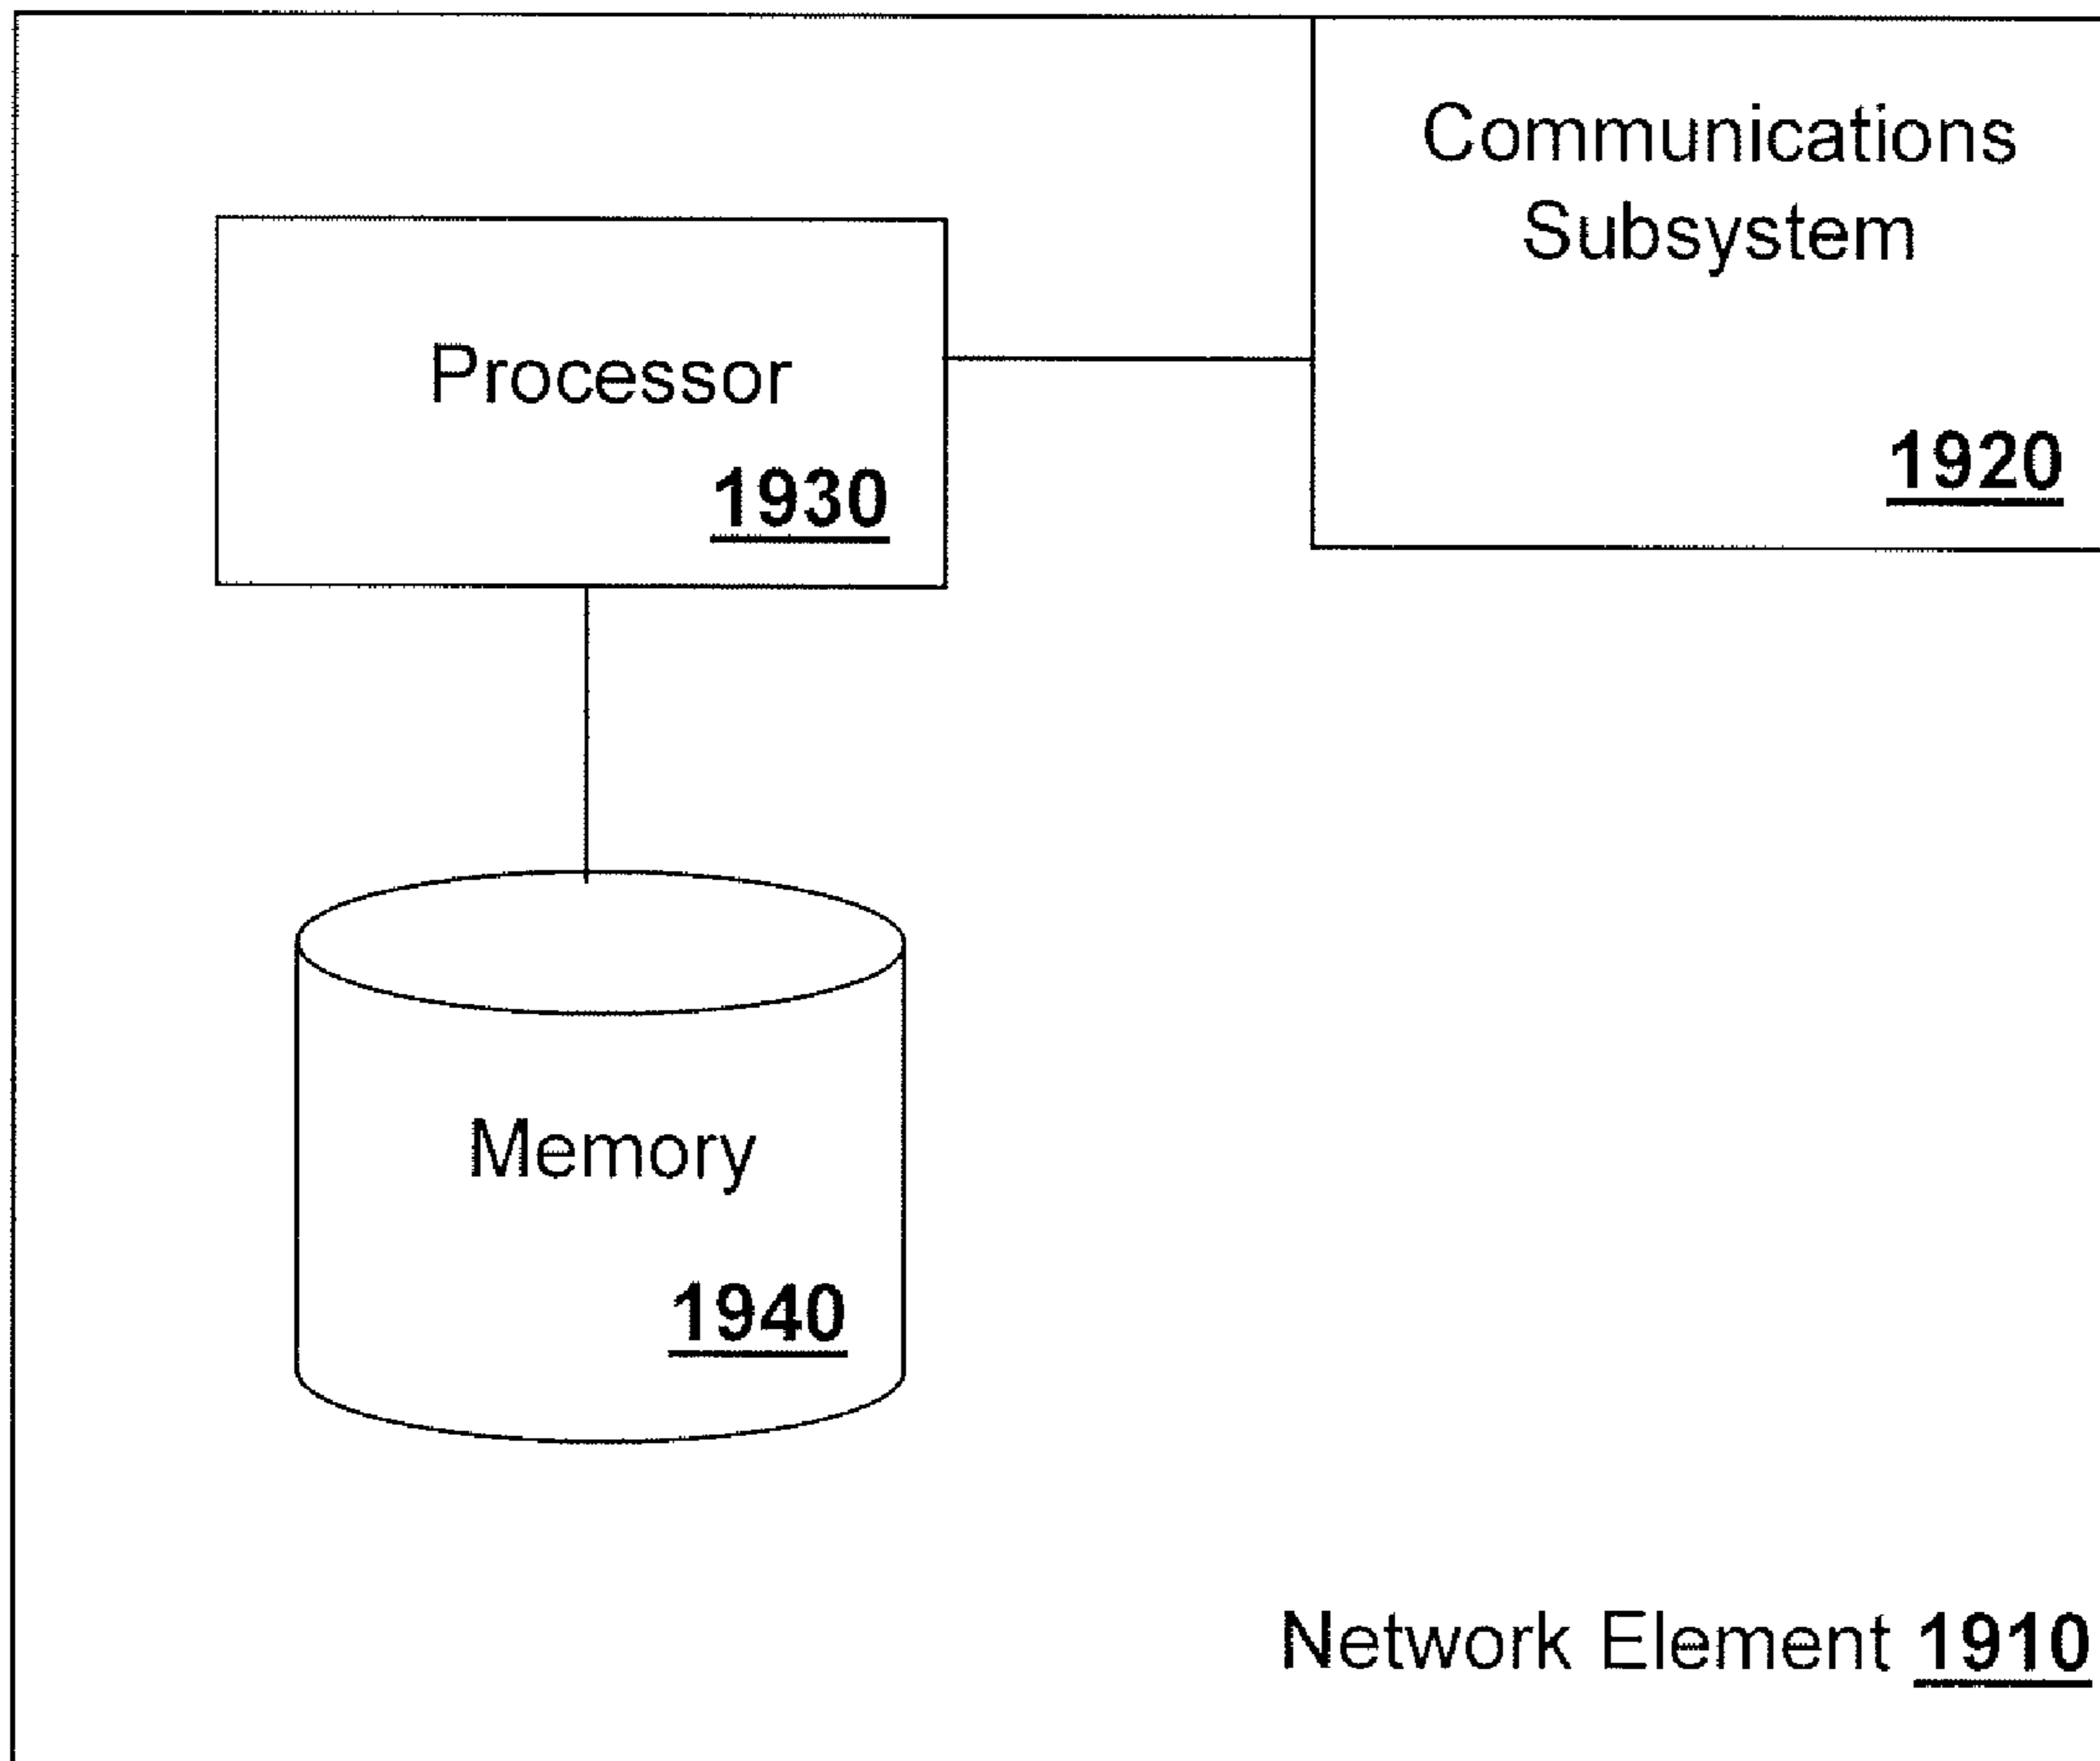 Communications
Subsystem
1920
Processor
1930
Memory
1940
Network Element 1910